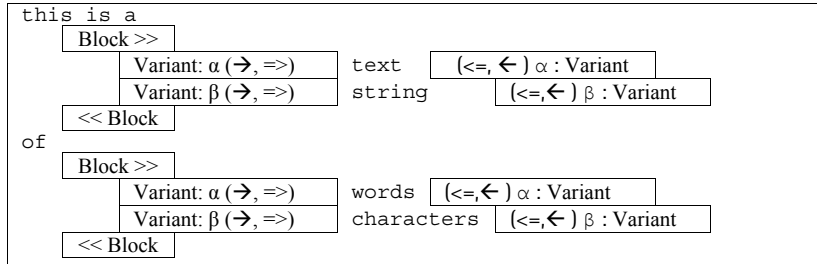 this is a
Block >>
Variant: α (→, =>) text (<=, ←) α : Variant
Variant: β (→, =>) string (<=,←) β : Variant
<< Block
of
Block >>
Variant: α (→, =>) words (<=,←) α : Variant
Variant: β (→, =>) characters (<=,←) β : Variant
<< Block